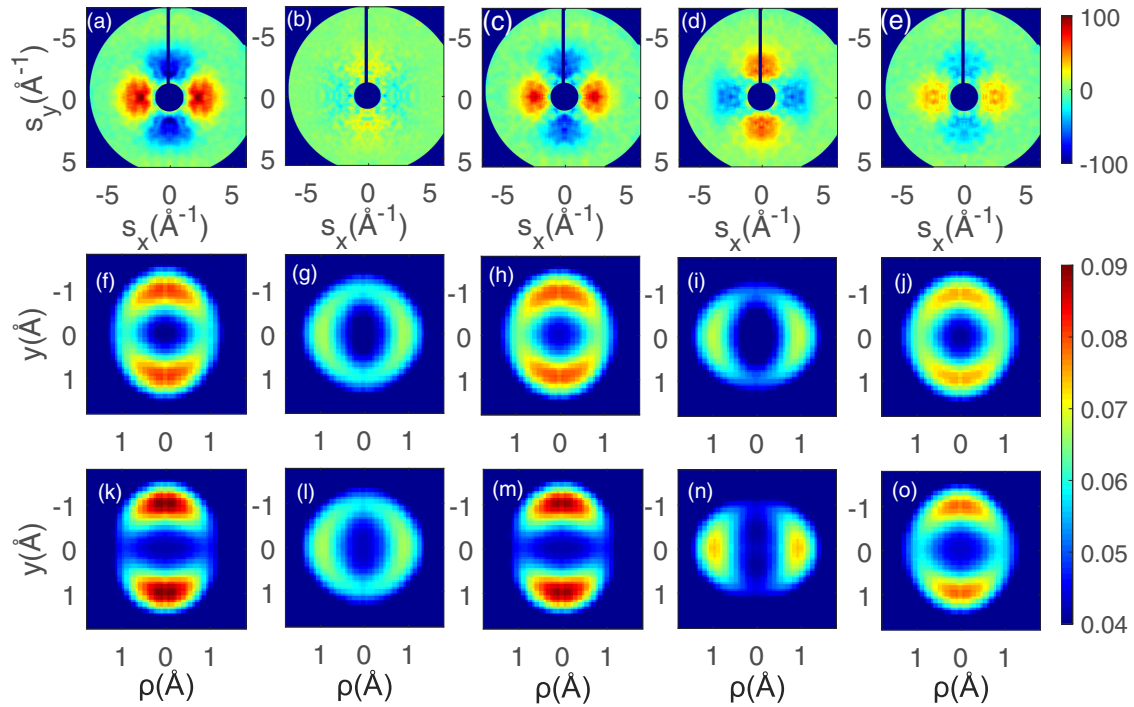 (a) (b) (c) (d) (e)
-5 -5 -5 -5 -5 100
s_y(Å⁻¹) 0 0 0 0 0 0
5 5 5 5 5 -100
-5 0 5 -5 0 5 -5 0 5 -5 0 5 -5 0 5
s_x(Å⁻¹) s_x(Å⁻¹) s_x(Å⁻¹) s_x(Å⁻¹) s_x(Å⁻¹)
(f) (g) (h) (i) (j) 0.09
-1 -1 -1 -1 -1
y(Å) 0 0 0 0 0 0.08
1 1 1 1 1
1 0 1 1 0 1 1 0 1 1 0 1 1 0 1 0.07
(k) (l) (m) (n) (o)
-1 -1 -1 -1 -1 0.06
y(Å) 0 0 0 0 0
1 1 1 1 1 0.05
0.04
1 0 1 1 0 1 1 0 1 1 0 1 1 0 1
ρ(Å) ρ(Å) ρ(Å) ρ(Å) ρ(Å)